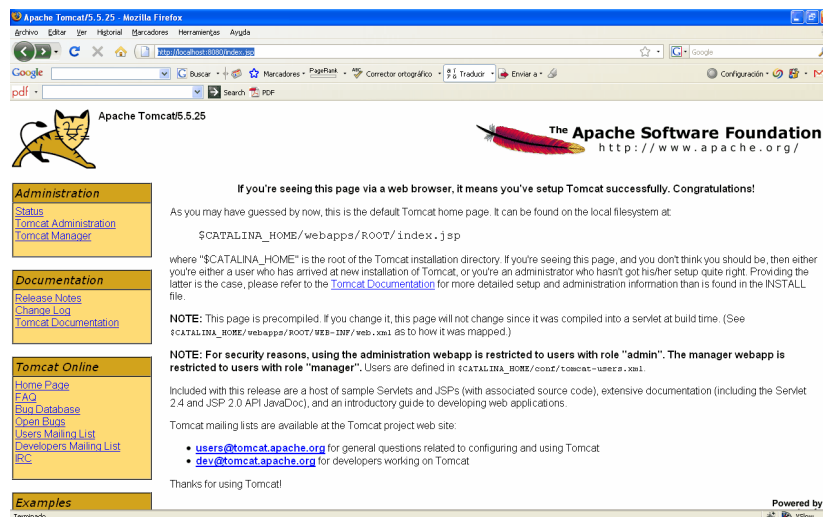 Apache Tomcat/5.5.25 - Mozilla Firefox
Archivo Editar Ver Historial Marcadores Herramientas Ayuda
http://localhost:8080/index.jsp
G Google
Google Buscar Marcadores PageRank Corrector ortográfico Traducir Enviar a Configuración
pdf Search PDF
Apache Tomcat/5.5.25
The Apache Software Foundation
http://www.apache.org/
Administration
Status
Tomcat Administration
Tomcat Manager
Documentation
Release Notes
Change Log
Tomcat Documentation
Tomcat Online
Home Page
FAQ
Bug Database
Open Bugs
Users Mailing List
Developers Mailing List
IRC
Examples
If you're seeing this page via a web browser, it means you've setup Tomcat successfully. Congratulations!
As you may have guessed by now, this is the default Tomcat home page. It can be found on the local filesystem at:
$CATALINA_HOME/webapps/ROOT/index.jsp
where "$CATALINA_HOME" is the root of the Tomcat installation directory. If you're seeing this page, and you don't think you should be, then either
you're either a user who has arrived at new installation of Tomcat, or you're an administrator who hasn't got his/her setup quite right. Providing the
latter is the case, please refer to the Tomcat Documentation for more detailed setup and administration information than is found in the INSTALL
file.
NOTE: This page is precompiled. If you change it, this page will not change since it was compiled into a servlet at build time. (See
$CATALINA_HOME/webapps/ROOT/WEB-INF/web.xml as to how it was mapped.)
NOTE: For security reasons, using the administration webapp is restricted to users with role "admin". The manager webapp is
restricted to users with role "manager". Users are defined in $CATALINA_HOME/conf/tomcat-users.xml.
Included with this release are a host of sample Servlets and JSPs (with associated source code), extensive documentation (including the Servlet
2.4 and JSP 2.0 API JavaDoc), and an introductory guide to developing web applications.
Tomcat mailing lists are available at the Tomcat project web site:
users@tomcat.apache.org for general questions related to configuring and using Tomcat
dev@tomcat.apache.org for developers working on Tomcat
Thanks for using Tomcat!
Powered by
Terminado
YSlow